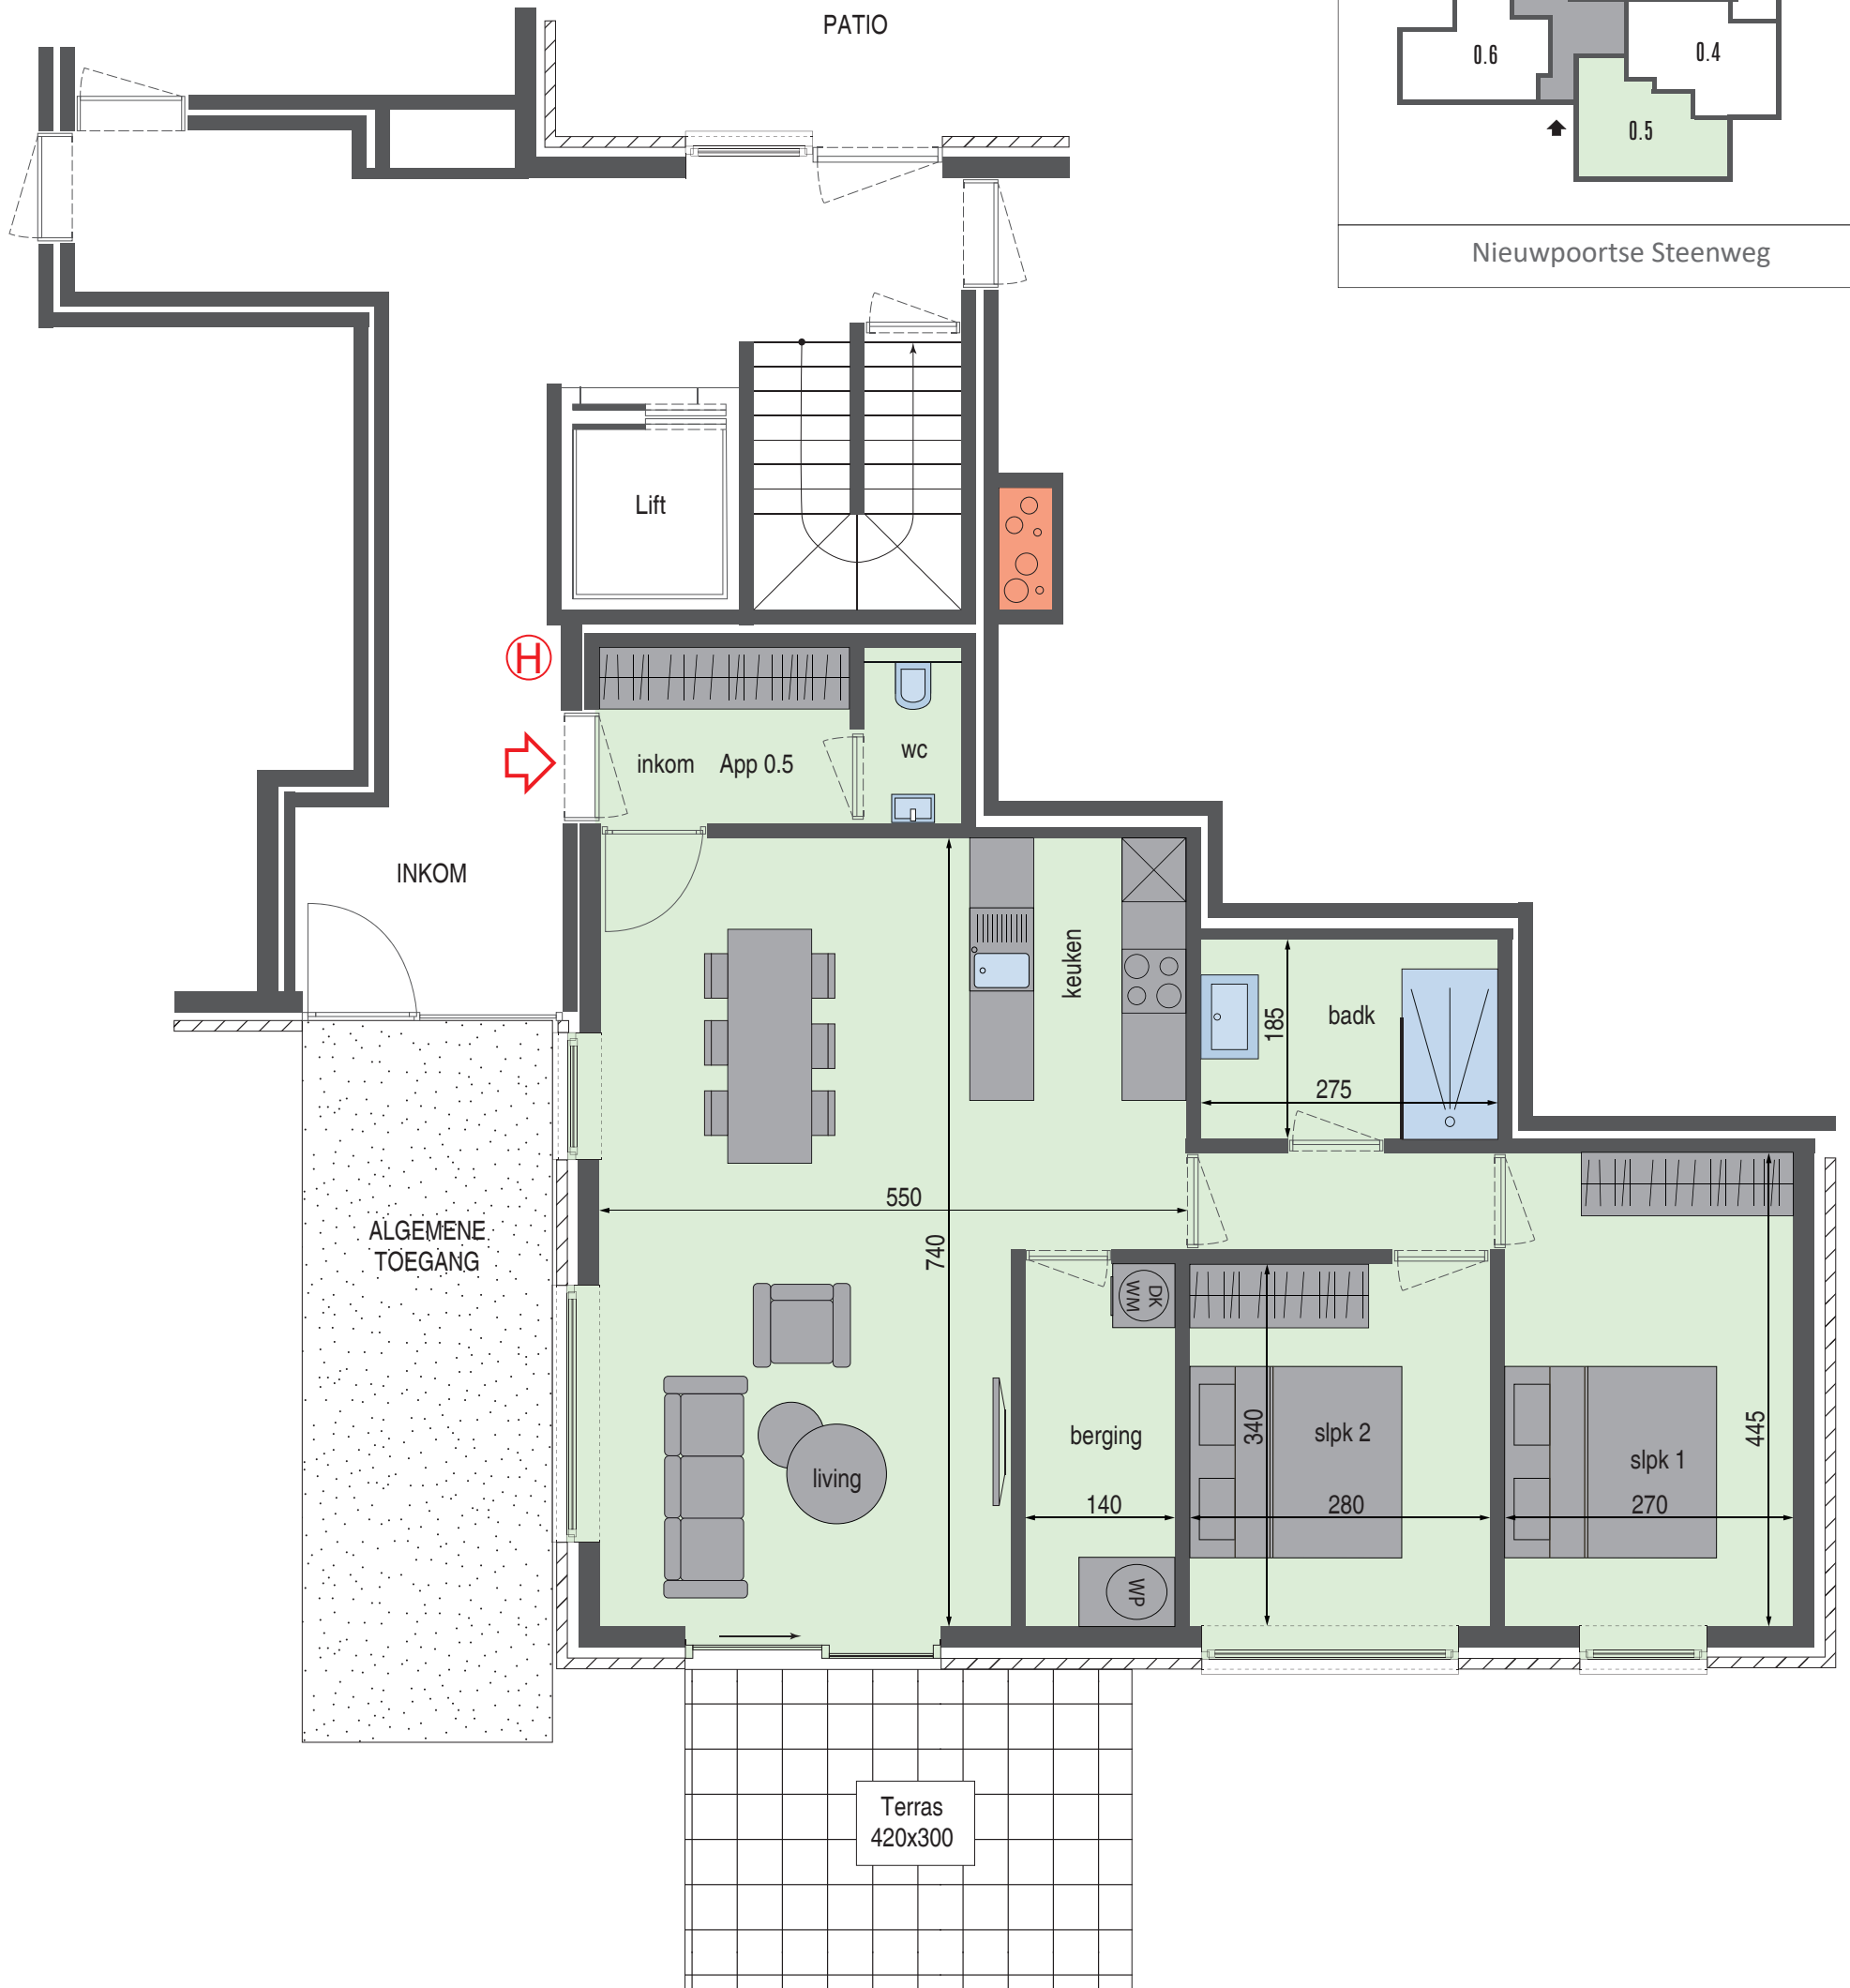 PATIO
0.6
0.4
0.5
Nieuwpoortse Steenweg
Lift
H
inkom App 0.5
wc
INKOM
keuken
badk
185
275
ALGEMENE
TOEGANG
550
740
DK
WM
berging
340
slpk 2
445
slpk 1
living
140
280
270
WP
Terras
420x300